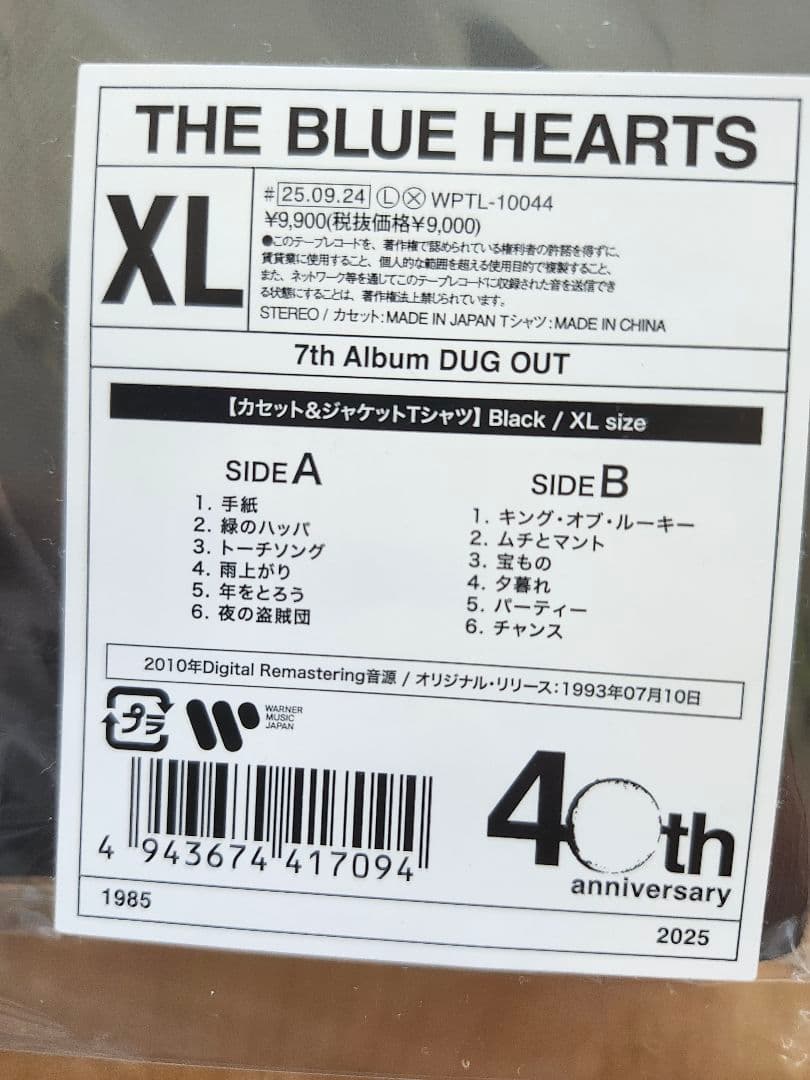 THE BLUE HEARTS
XL
#25.09.24 Ⓛ ⓧ WPTL-10044
¥9,900(税抜価格¥9,000)
●このテープレコードを、著作権で認められている権利者の許諾を得ずに、
賃貸業に使用すること、個人的な範囲を超える使用目的で複製すること、
また、ネットワーク等を通してこのテープレコードに収録された音を送信でき
る状態にすることは、著作権法上禁じられています。
STEREO / カセット:MADE IN JAPAN Tシャツ:MADE IN CHINA
7th Album DUG OUT
【カセット&ジャケットTシャツ】Black / XL size
SIDE A
1. 手紙
2. 緑のハッパ
3. トーチソング
4. 雨上がり
5. 年をとろう
6. 夜の盗賊団
SIDE B
1. キング・オブ・ルーキー
2. ムチとマント
3. 宝もの
4. 夕暮れ
5. パーティー
6. チャンス
2010年Digital Remastering音源 / オリジナル・リリース:1993年07月10日
プラ
WARNER
MUSIC
JAPAN
4 943674 417094
40th
anniversary
1985
2025